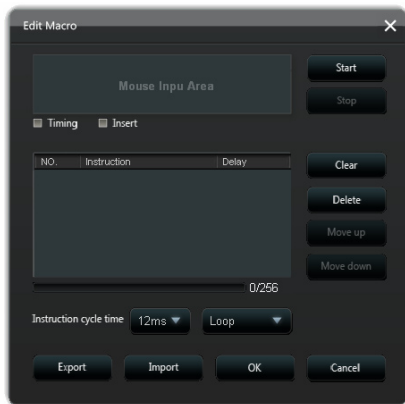 Edit Macro
Mouse Inpu Area
Start
Stop
Timing
Insert
NO. Instruction Delay
Clear
Delete
Move up
Move down
0/256
Instruction cycle time 12ms Loop
Export Import OK Cancel